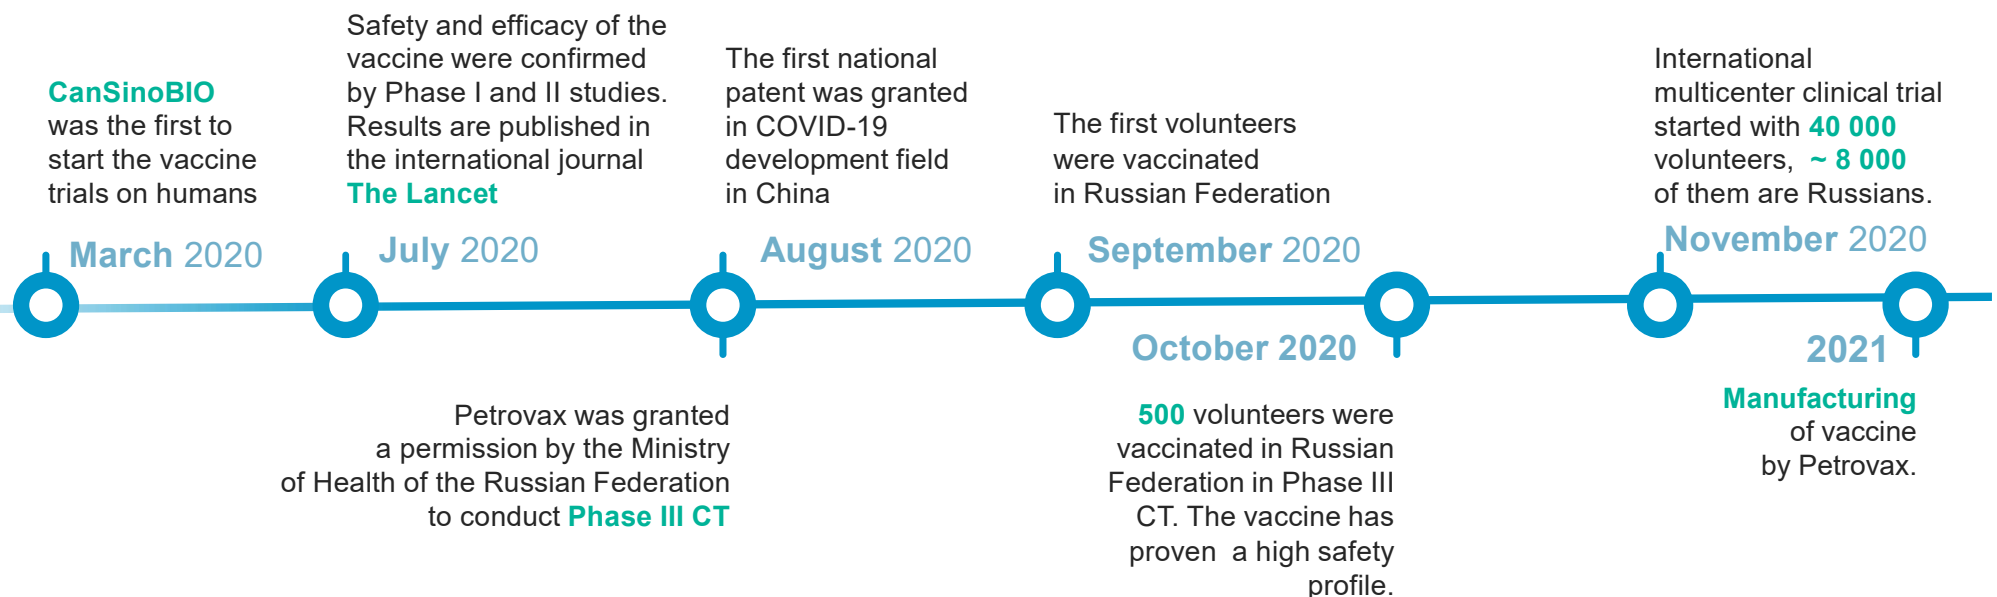 CanSinoBIO
was the first to
start the vaccine
trials on humans
March 2020
Safety and efficacy of the
vaccine were confirmed
by Phase I and II studies.
Results are published in
the international journal
The Lancet
July 2020
The first national
patent was granted
in COVID-19
development field
in China
August 2020
Petrovax was granted
a permission by the Ministry
of Health of the Russian Federation
to conduct Phase III CT
The first volunteers
were vaccinated
in Russian Federation
September 2020
October 2020
500 volunteers were
vaccinated in Russian
Federation in Phase III
CT. The vaccine has
proven  a high safety
profile.
International
multicenter clinical trial
started with 40 000
volunteers,  ~ 8 000
of them are Russians.
November 2020
2021
Manufacturing
of vaccine
by Petrovax.